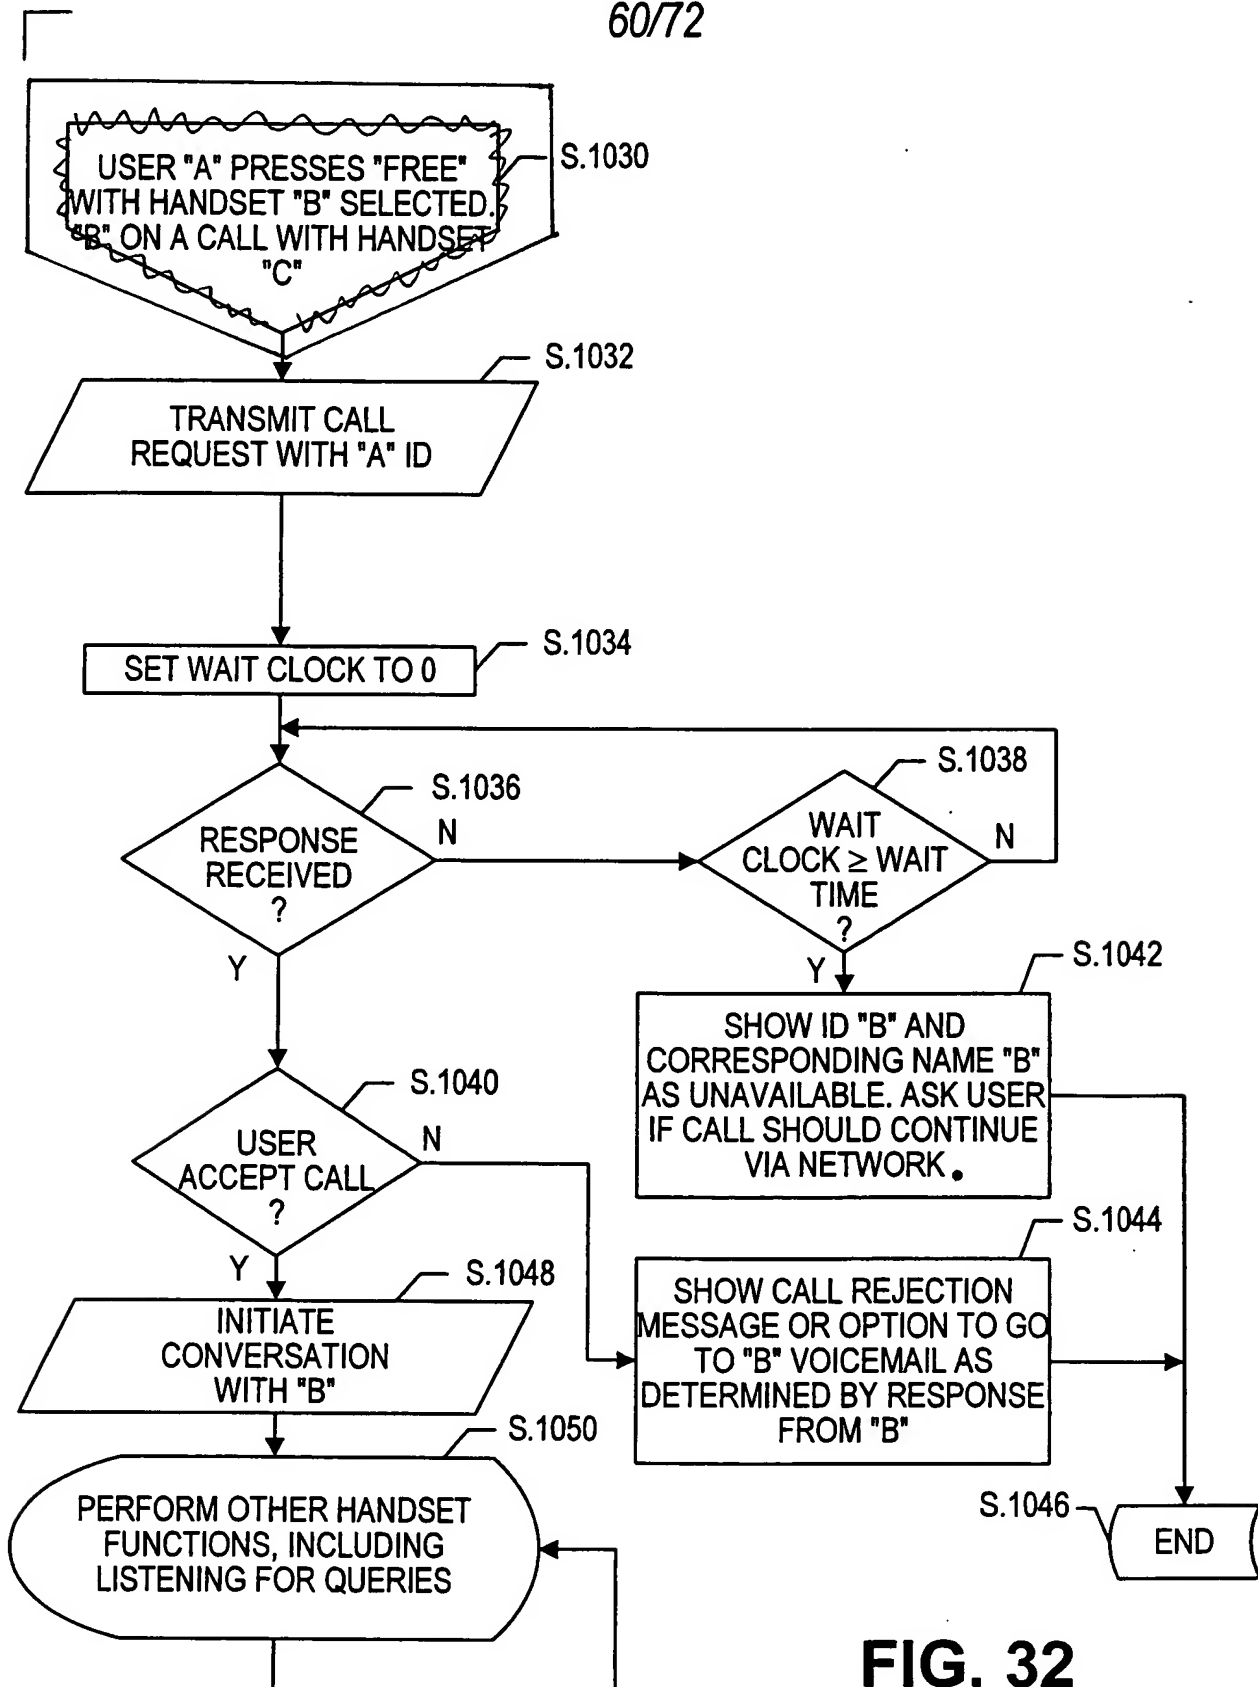 60/72
USER "A" PRESSES "FREE"
WITH HANDSET "B" SELECTED.
"B" ON A CALL WITH HANDSET
"C"
S.1030
S.1032
TRANSMIT CALL
REQUEST WITH "A" ID
S.1034
SET WAIT CLOCK TO 0
S.1036
RESPONSE
RECEIVED
?
N
Y
S.1038
WAIT
CLOCK ≥ WAIT
TIME
?
N
Y
S.1042
SHOW ID "B" AND
CORRESPONDING NAME "B"
AS UNAVAILABLE. ASK USER
IF CALL SHOULD CONTINUE
VIA NETWORK.
S.1040
USER
ACCEPT CALL
?
N
Y
S.1044
SHOW CALL REJECTION
MESSAGE OR OPTION TO GO
TO "B" VOICEMAIL AS
DETERMINED BY RESPONSE
FROM "B"
S.1048
INITIATE
CONVERSATION
WITH "B"
S.1050
PERFORM OTHER HANDSET
FUNCTIONS, INCLUDING
LISTENING FOR QUERIES
S.1046
END
FIG. 32